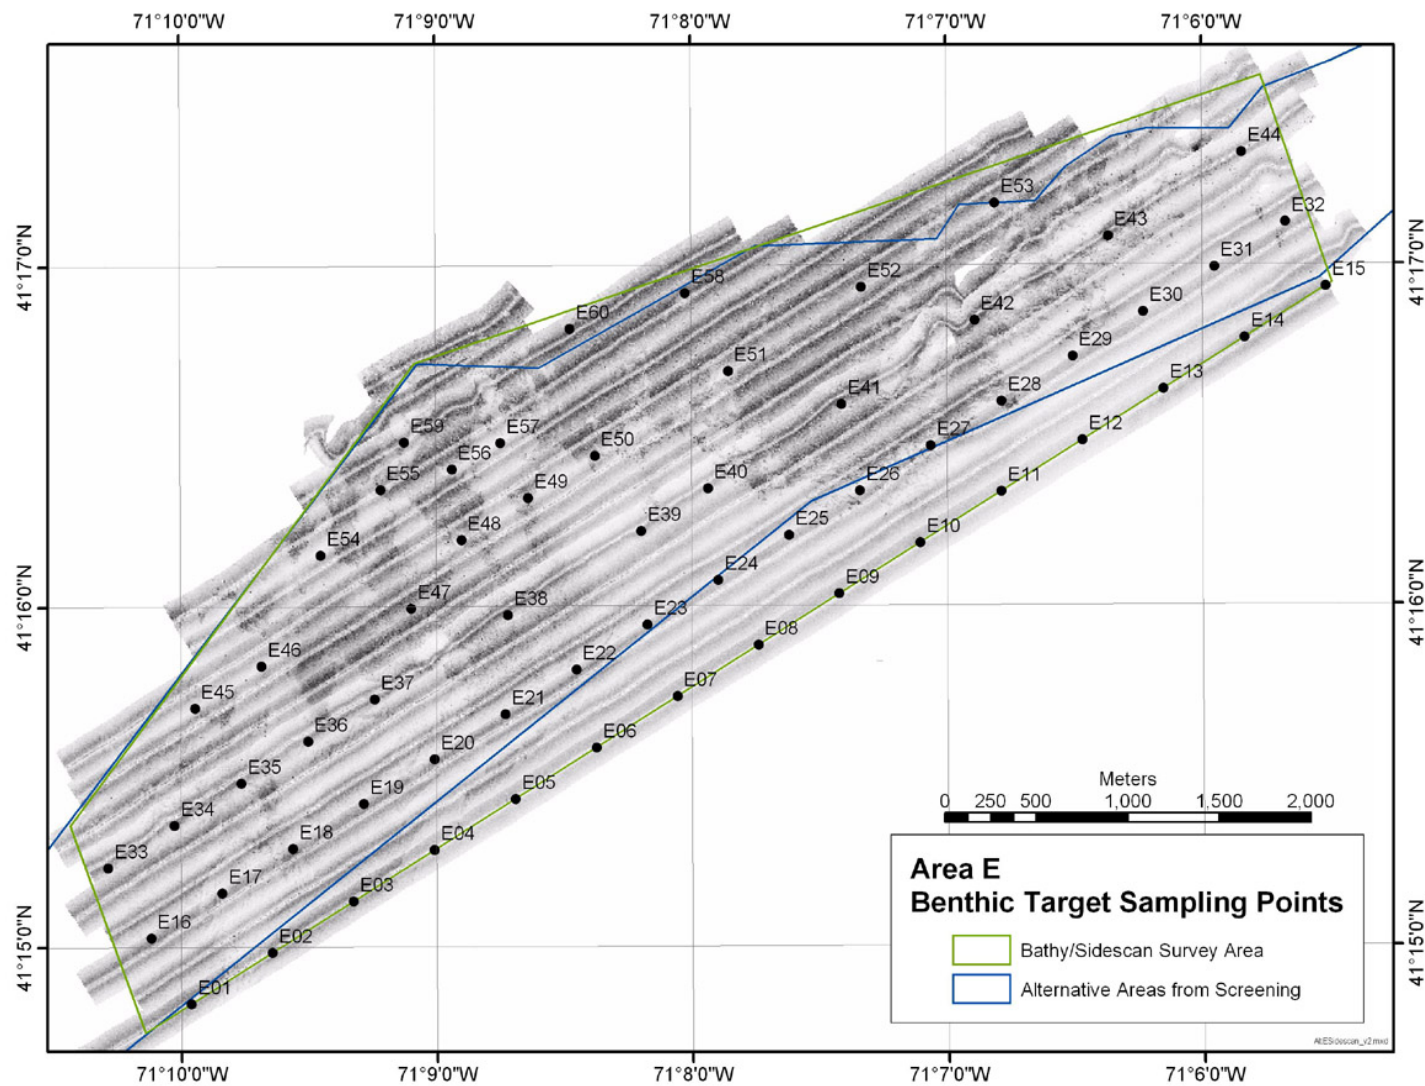 71°10'0"W 71°9'0"W 71°8'0"W 71°7'0"W 71°6'0"W
E44
E53
E32
E43
41°17'0"N
E31
41°17'0"N
E52
E15
E58
E30
E42
E60
E14
E29
E51
E13
E41
E28
E59
E57
E12
E50
E27
E56
E55
E40
E26
E11
E49
E39
E25
E48
E10
E54
E24
E09
E47
E38
41°16'0"N
E23
41°16'0"N
E08
E46
E22
E07
E45
E37
E21
E06
E36
E20
E05
E35
E19
Meters
0 250 500 1,000 1,500 2,000
E34
E04
E18
E33
E03
Area E
E17
Benthic Target Sampling Points
E16
E02
41°15'0"N
Bathy/Sidescan Survey Area
41°15'0"N
E01
Alternative Areas from Screening
AltESidescan_v2.mxd
71°10'0"W 71°9'0"W 71°8'0"W 71°7'0"W 71°6'0"W